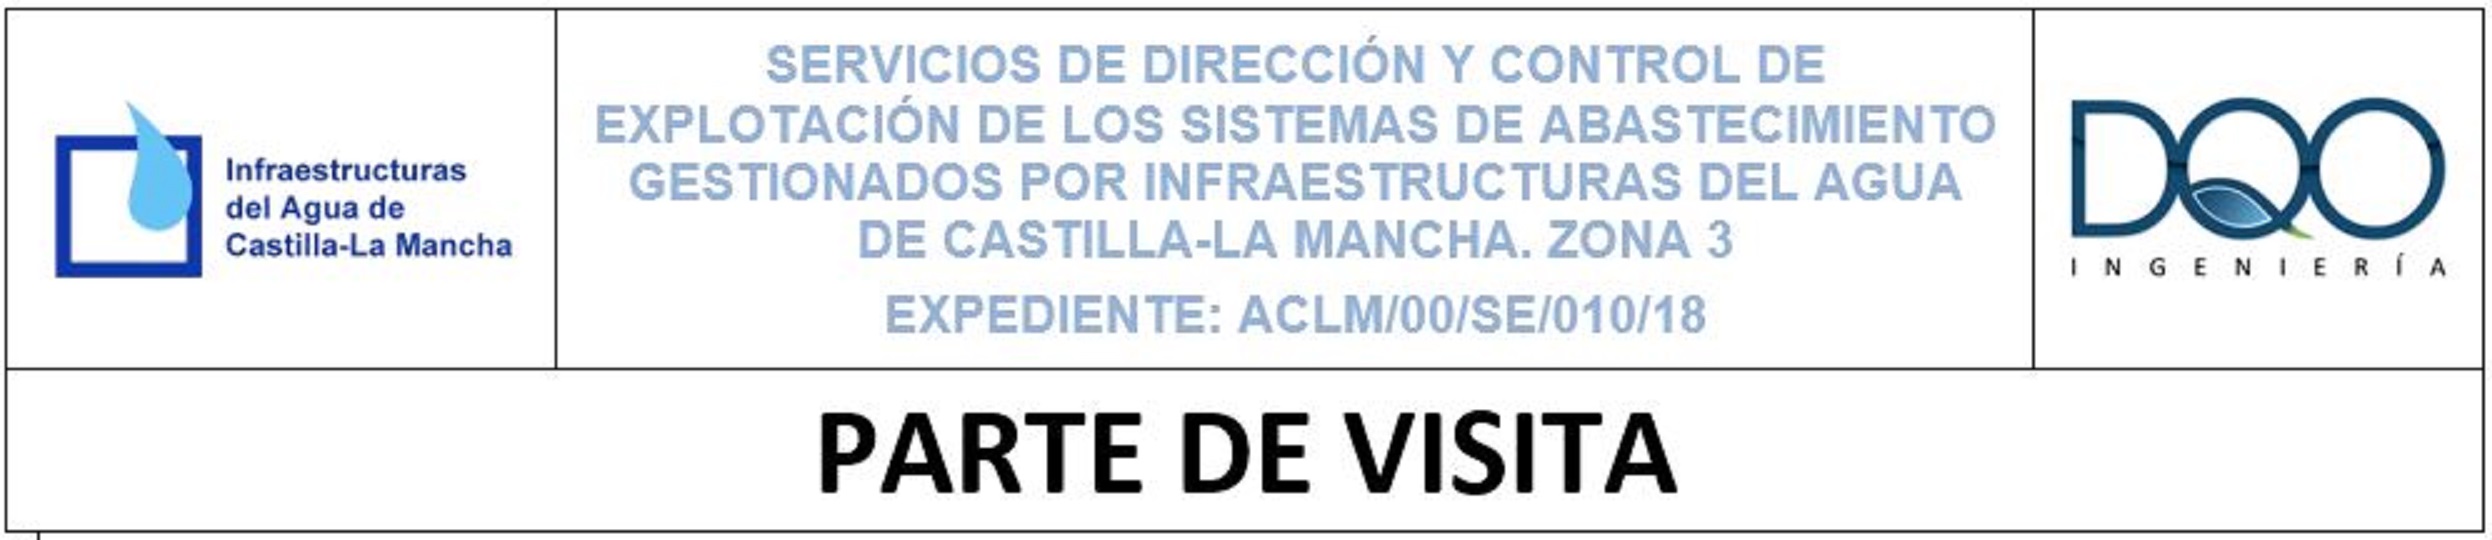 Infraestructuras
del Agua de
Castilla-La Mancha
SERVICIOS DE DIRECCIÓN Y CONTROL DE
EXPLOTACIÓN DE LOS SISTEMAS DE ABASTECIMIENTO
GESTIONADOS POR INFRAESTRUCTURAS DEL AGUA
DE CASTILLA-LA MANCHA. ZONA 3
EXPEDIENTE: ACLM/00/SE/010/18
DQO
INGENIERÍA
PARTE DE VISITA